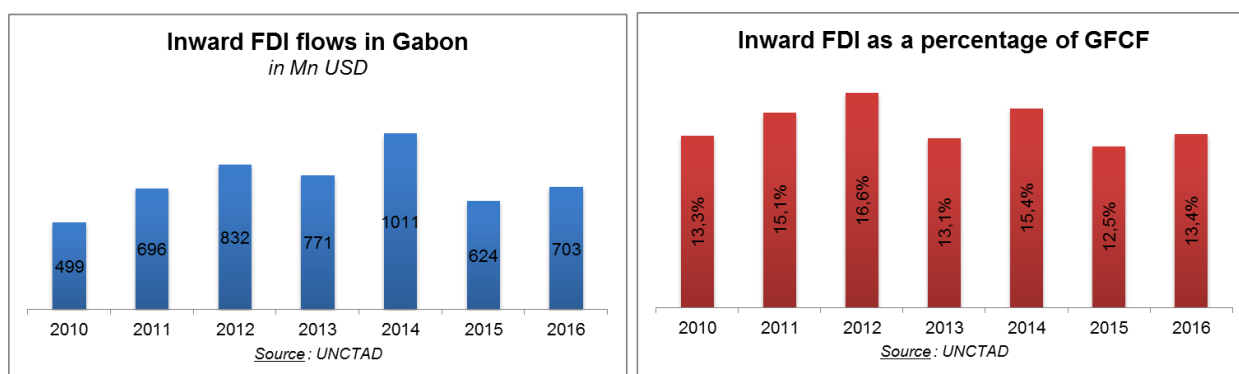 Inward FDI flows in Gabon
in Mn USD
499
696
832
771
1011
624
703
2010 2011 2012 2013 2014 2015 2016
Source : UNCTAD
Inward FDI as a percentage of GFCF
13,3%
15,1%
16,6%
13,1%
15,4%
12,5%
13,4%
2010 2011 2012 2013 2014 2015 2016
Source : UNCTAD